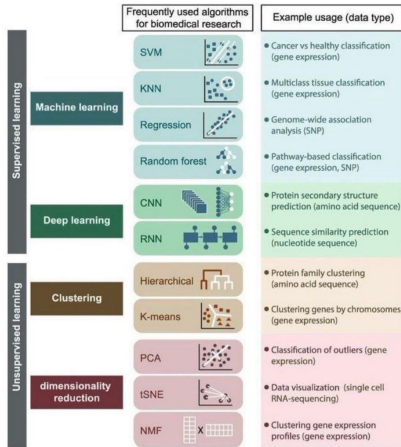 Frequently used algorithms
for biomedical research
Example usage (data type)
Supervised learning
Machine learning
SVM
• Cancer vs healthy classification
(gene expression)
KNN
• Multiclass tissue classification
(gene expression)
Regression
• Genome-wide association
analysis (SNP)
Random forest
• Pathway-based classification
(gene expression, SNP)
Deep learning
CNN
• Protein secondary structure
prediction (amino acid sequence)
RNN
• Sequence similarity prediction
(nucleotide sequence)
Unsupervised learning
Clustering
Hierarchical
• Protein family clustering
(amino acid sequence)
K-means
• Clustering genes by chromosomes
(gene expression)
dimensionality
reduction
PCA
• Classification of outliers (gene
expression)
tSNE
• Data visualization (single cell
RNA-sequencing)
NMF
X
• Clustering gene expression
profiles (gene expression)